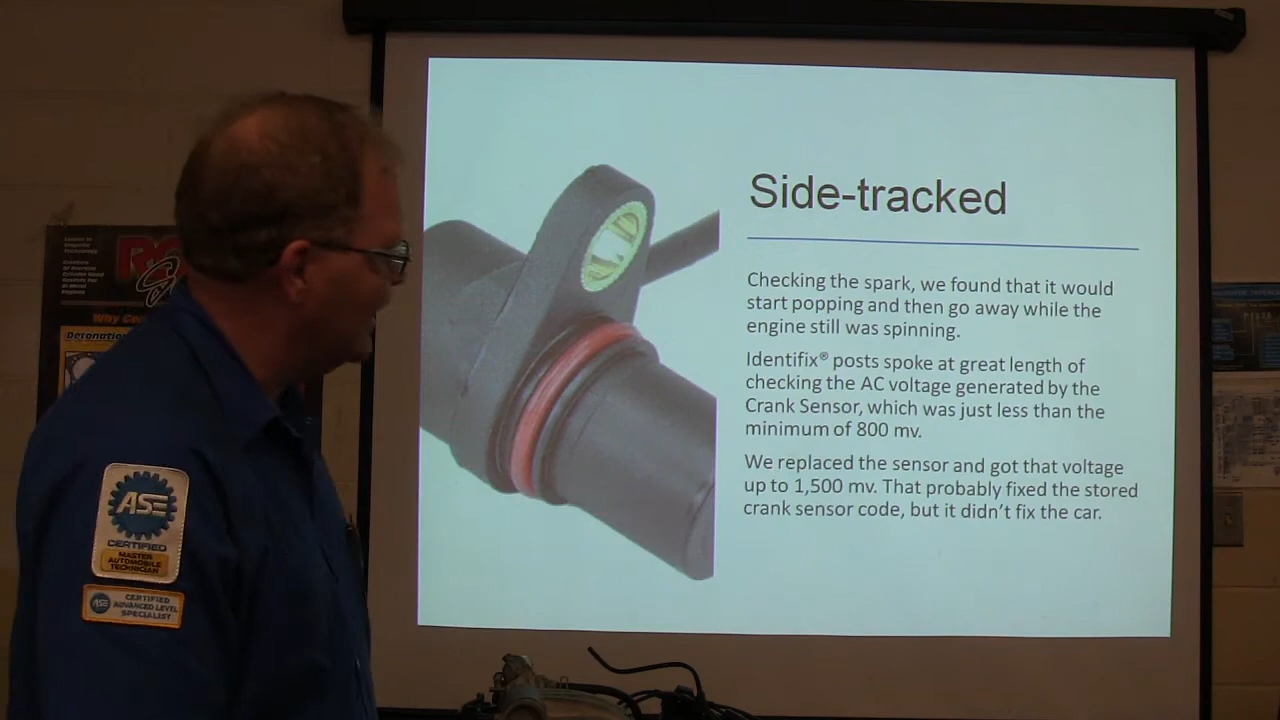 Side-tracked
Checking the spark, we found that it would
start popping and then go away while the
engine still was spinning.
Identifix® posts spoke at great length of
checking the AC voltage generated by the
Crank Sensor, which was just less than the
minimum of 800 mv.
We replaced the sensor and got that voltage
up to 1,500 mv. That probably fixed the stored
crank sensor code, but it didn't fix the car.
Why
Detonation
ASE
CERTIFIED
MASTER
AUTOMOBILE
TECHNICIAN
ASE
CERTIFIED
ADVANCED LEVEL
SPECIALIST